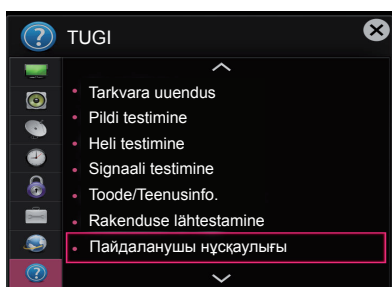 TUGI
Tarkvara uuendus
Pildi testimine
Heli testimine
Signaali testimine
Toode/Teenusinfo.
Rakenduse lähtestamine
Пайдаланушы нұсқаулығы